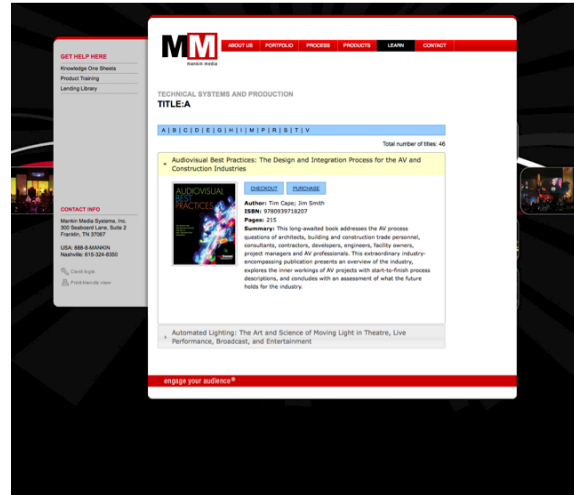 MM
mankin media
ABOUT US PORTFOLIO PROCESS PRODUCTS LEARN CONTACT
GET HELP HERE
Knowledge One Sheets
Product Training
Lending Library
CONTACT INFO
Mankin Media Systems, Inc.
300 Seaboard Lane, Suite 2
Franklin, TN 37067
USA: 888-8-MANKIN
Nashville: 615-324-8350
Client login
Print friendly view
TECHNICAL SYSTEMS AND PRODUCTION
TITLE:A
A | B | C | D | E | G | H | I | M | P | R | S | T | V
Total number of titles: 46
Audiovisual Best Practices: The Design and Integration Process for the AV and
Construction Industries
AUDIOVISUAL
BEST
PRACTICES
CHECKOUT PURCHASE
Author: Tim Cape; Jim Smith
ISBN: 9780939718207
Pages: 215
Summary: This long-awaited book addresses the AV process
questions of architects, building and construction trade personnel,
consultants, contractors, developers, engineers, facility owners,
project managers and AV professionals. This extraordinary industry-
encompassing publication presents an overview of the industry,
explores the inner workings of AV projects with start-to-finish process
descriptions, and concludes with an assessment of what the future
holds for the industry.
Automated Lighting: The Art and Science of Moving Light in Theatre, Live
Performance, Broadcast, and Entertainment
engage your audience®